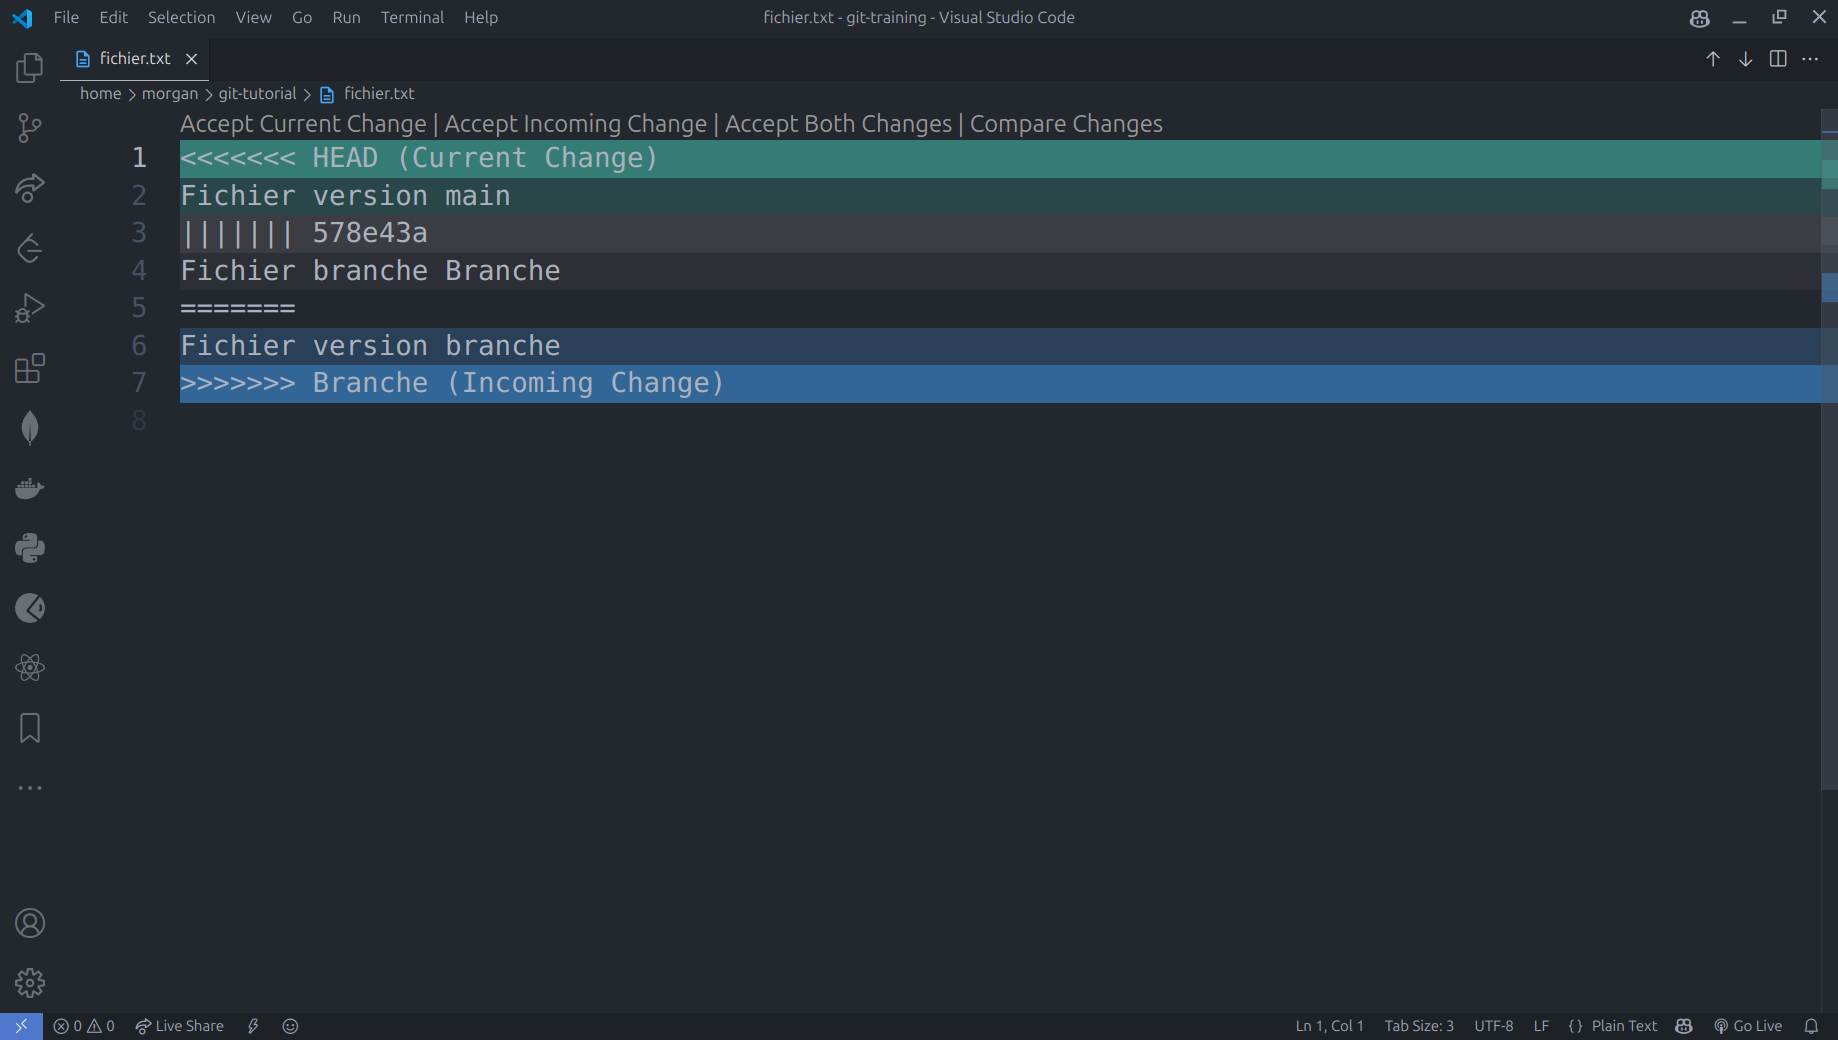 File Edit Selection View Go Run Terminal Help fichier.txt - git-training - Visual Studio Code
fichier.txt
home > morgan > git-tutorial > fichier.txt
Accept Current Change | Accept Incoming Change | Accept Both Changes | Compare Changes
1 <<<<<<< HEAD (Current Change)
2 Fichier version main
3 ||||||| 578e43a
4 Fichier branche Branche
5 =======
6 Fichier version branche
7 >>>>>>> Branche (Incoming Change)
8
0 0 Live Share Ln 1, Col 1 Tab Size: 3 UTF-8 LF {} Plain Text Go Live